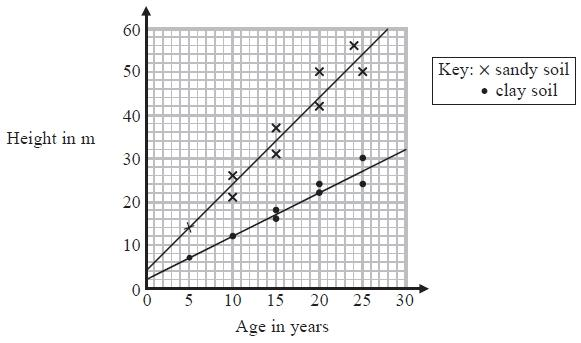 60
50
40
30
20
10
0
Height in m
0 5 10 15 20 25 30
Age in years
Key: × sandy soil
• clay soil